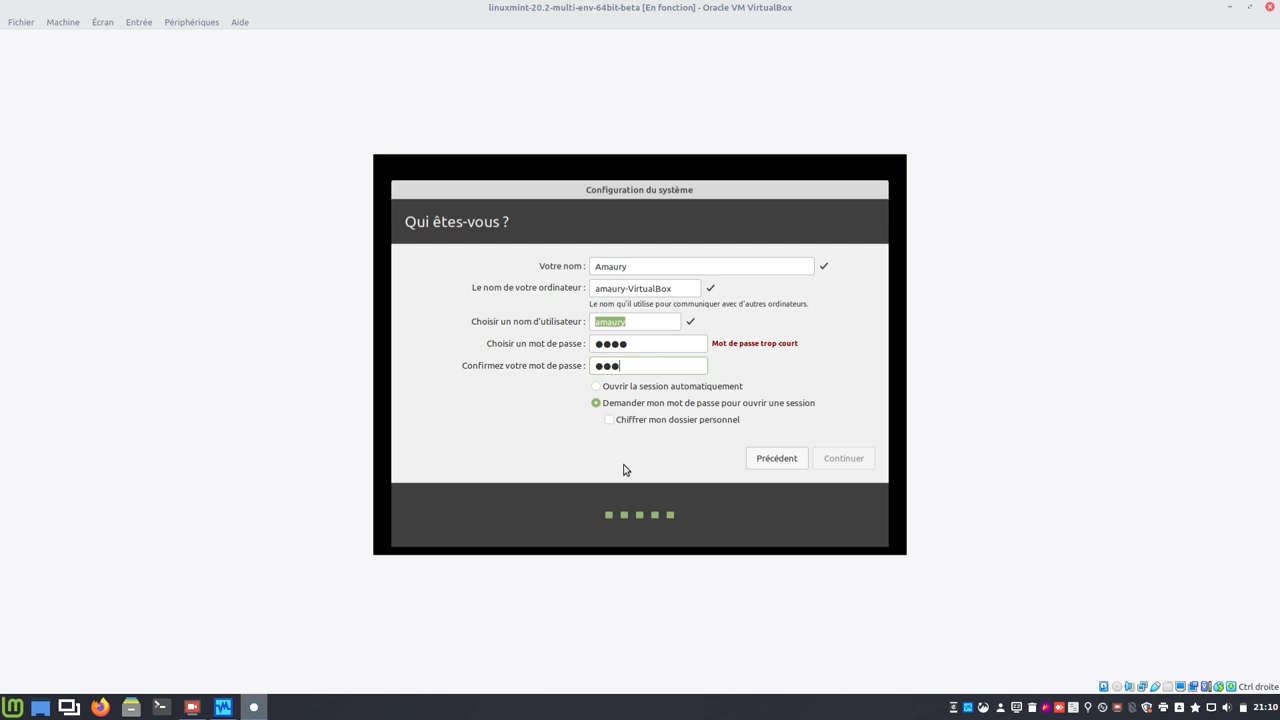 linuxmint-20.2-multi-env-64bit-beta [En fonction] - Oracle VM VirtualBox
Fichier Machine Écran Entrée Périphériques Aide
Configuration du système
Qui êtes-vous ?
Votre nom : Amaury
Le nom de votre ordinateur : amaury-VirtualBox
Le nom qu'il utilise pour communiquer avec d'autres ordinateurs.
Choisir un nom d'utilisateur : amaury
Choisir un mot de passe : ●●●● Mot de passe trop court
Confirmez votre mot de passe : ●●●
Ouvrir la session automatiquement
Demander mon mot de passe pour ouvrir une session
Chiffrer mon dossier personnel
Précédent Continuer
Ctrl droite
21:10